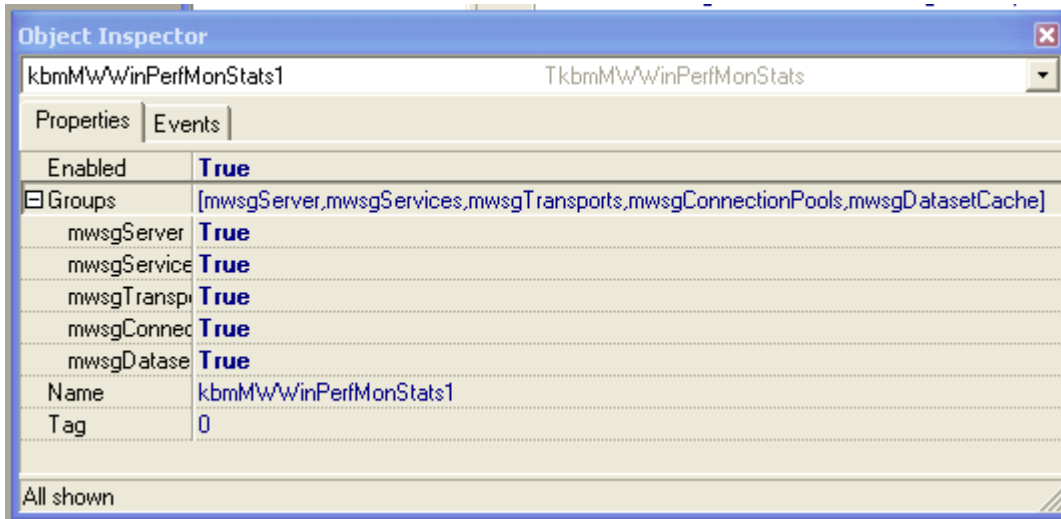 Object Inspector
kbmMWWinPerfMonStats1 TkbmMWWinPerfMonStats
Properties Events
Enabled True
Groups [mwsgServer,mwsgServices,mwsgTransports,mwsgConnectionPools,mwsgDatasetCache]
mwsgServer True
mwsgService True
mwsgTransp True
mwsgConnec True
mwsgDatase True
Name kbmMWWinPerfMonStats1
Tag 0
All shown